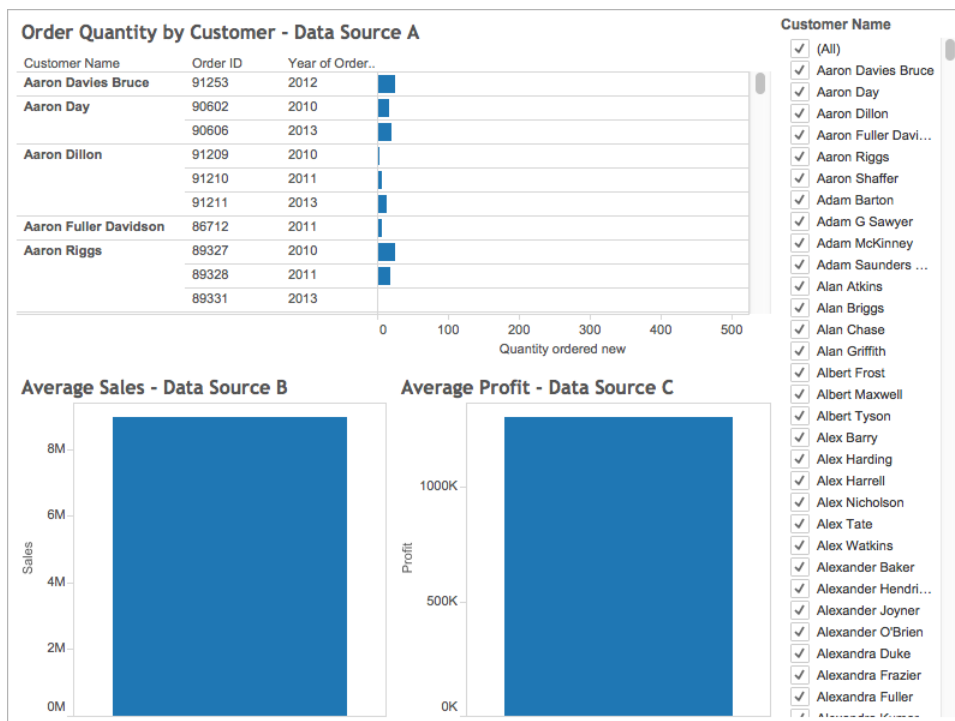 Order Quantity by Customer - Data Source A
Customer Name Order ID Year of Order..
Aaron Davies Bruce 91253 2012
Aaron Day 90602 2010
90606 2013
Aaron Dillon 91209 2010
91210 2011
91211 2013
Aaron Fuller Davidson 86712 2011
Aaron Riggs 89327 2010
89328 2011
89331 2013
0 100 200 300 400 500
Quantity ordered new
Average Sales - Data Source B
8M
6M
4M
2M
0M
Sales
Average Profit - Data Source C
1000K
500K
0K
Profit
Customer Name
(All)
Aaron Davies Bruce
Aaron Day
Aaron Dillon
Aaron Fuller Davi...
Aaron Riggs
Aaron Shaffer
Adam Barton
Adam G Sawyer
Adam McKinney
Adam Saunders ...
Alan Atkins
Alan Briggs
Alan Chase
Alan Griffith
Albert Frost
Albert Maxwell
Albert Tyson
Alex Barry
Alex Harding
Alex Harrell
Alex Nicholson
Alex Tate
Alex Watkins
Alexander Baker
Alexander Hendri...
Alexander Joyner
Alexander O'Brien
Alexandra Duke
Alexandra Frazier
Alexandra Fuller